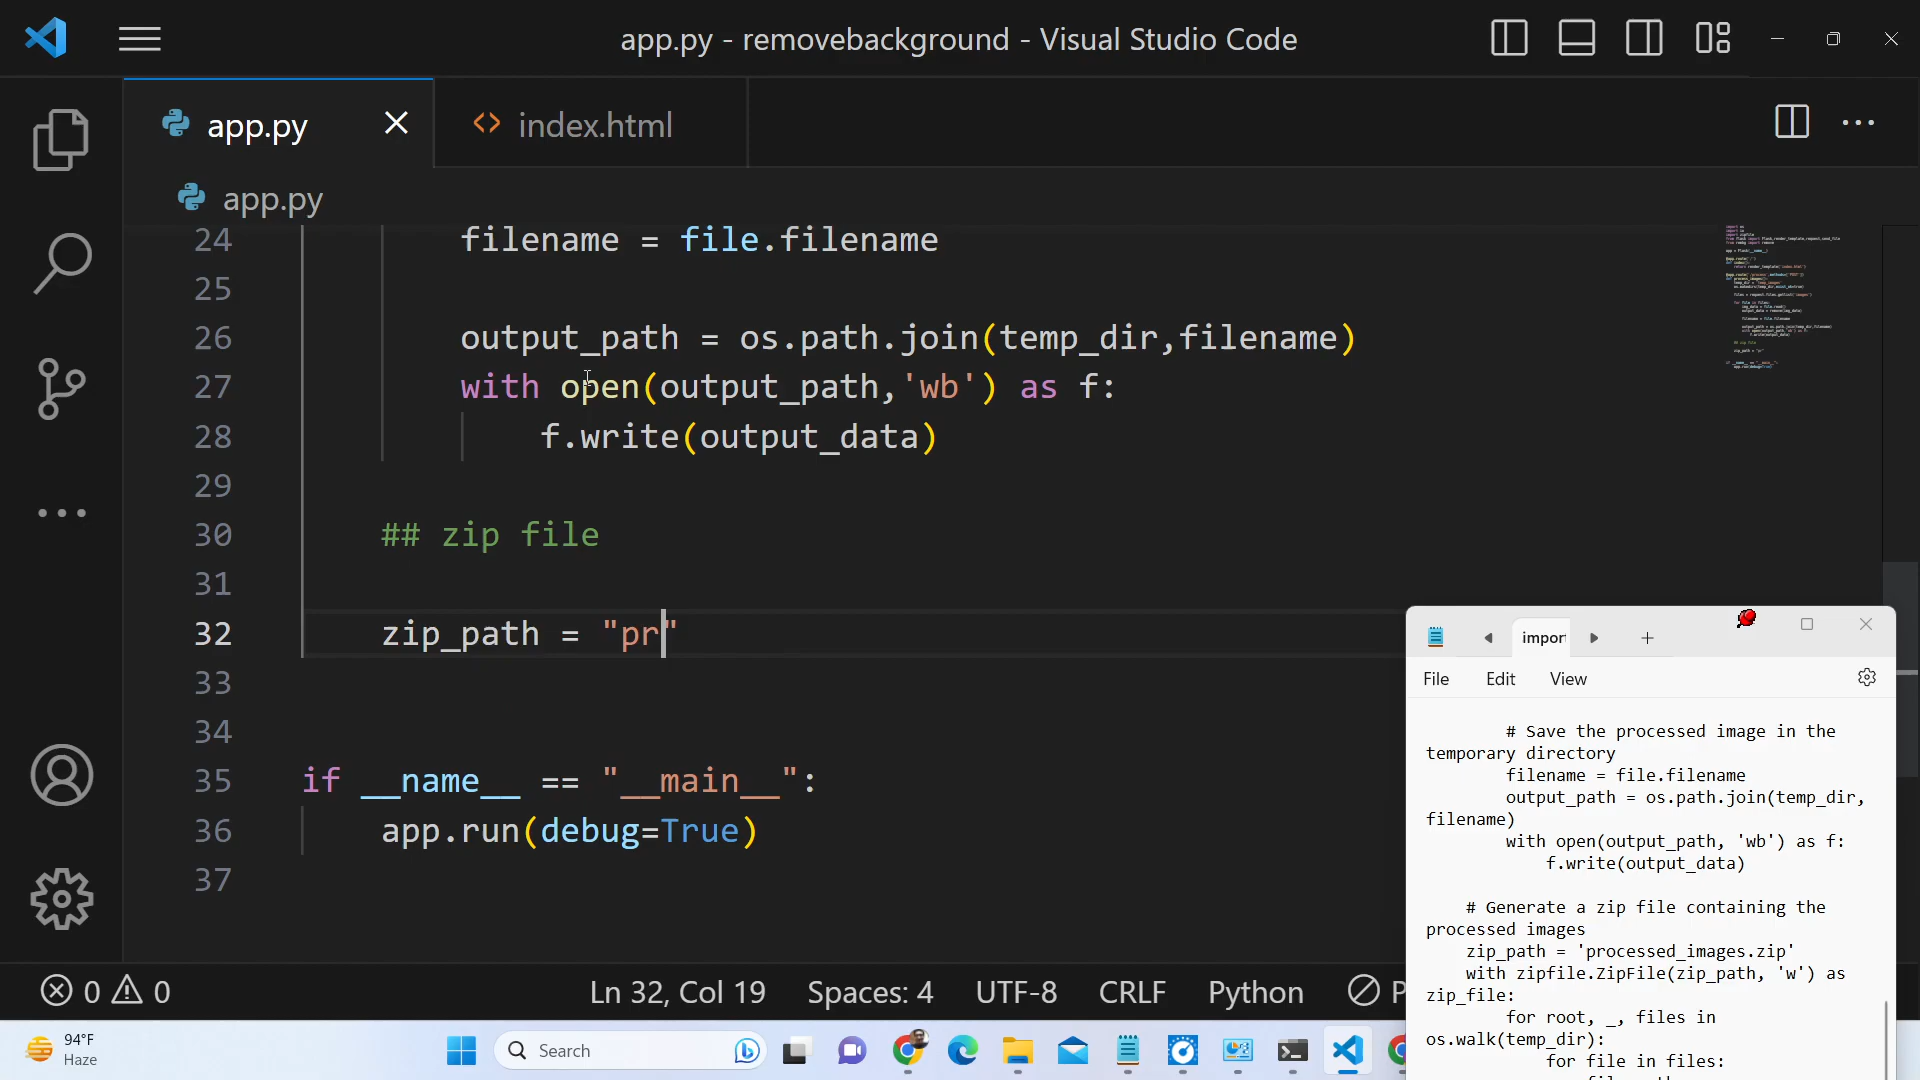 app.py - removebackground - Visual Studio Code
app.py
index.html
app.py
24 filename = file.filename
25
26 output_path = os.path.join(temp_dir,filename)
27 with open(output_path,'wb') as f:
28 f.write(output_data)
29
30 ## zip file
31
32 zip_path = "pr"
33
34
35 if __name__ == "__main__":
36 app.run(debug=True)
37
0 0 Ln 32, Col 19 Spaces: 4 UTF-8 CRLF Python P
impor
File Edit View
# Save the processed image in the
temporary directory
filename = file.filename
output_path = os.path.join(temp_dir,
filename)
with open(output_path, 'wb') as f:
f.write(output_data)
# Generate a zip file containing the
processed images
zip_path = 'processed_images.zip'
with zipfile.ZipFile(zip_path, 'w') as
zip_file:
for root, _, files in
os.walk(temp_dir):
for file in files:
94°F
Haze
Search